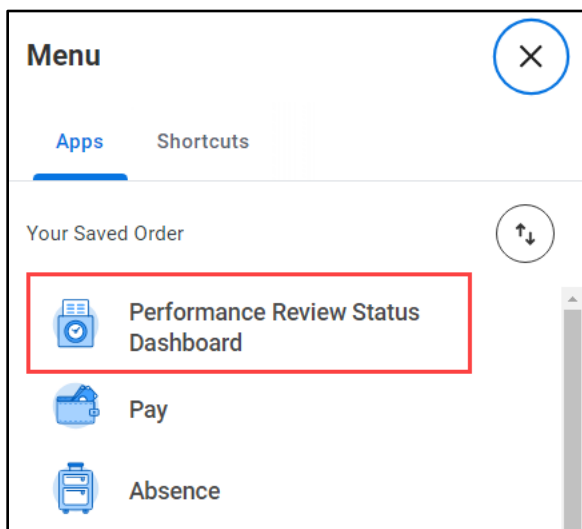 Menu
Apps Shortcuts
Your Saved Order
Performance Review Status
Dashboard
Pay
Absence